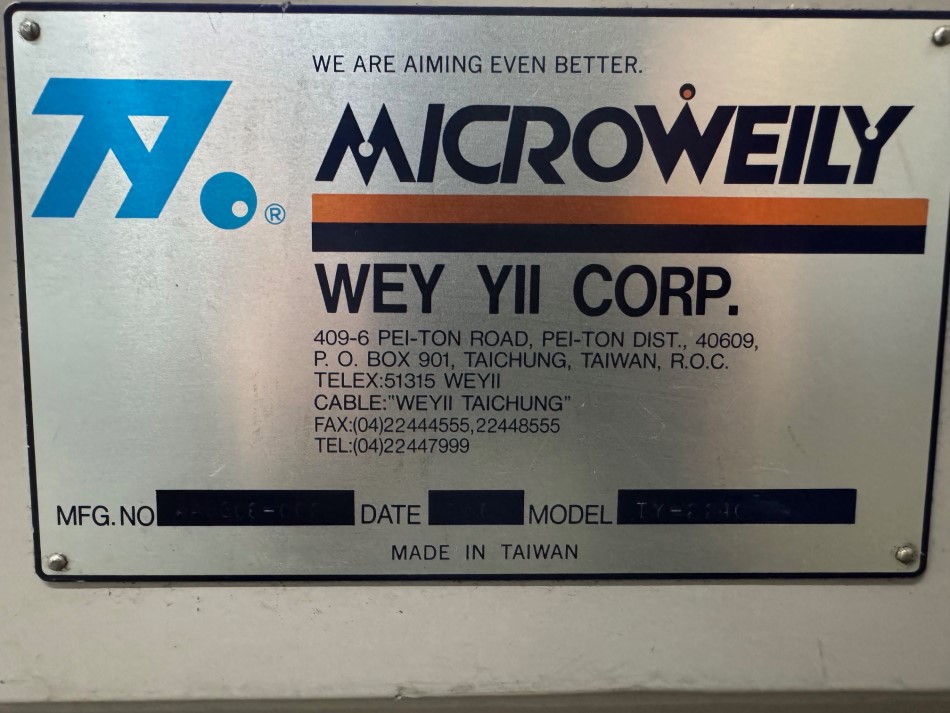 WE ARE AIMING EVEN BETTER.
TY. ®
MICROWEILY
WEY YII CORP.
409-6 PEI-TON ROAD, PEI-TON DIST., 40609,
P. O. BOX 901, TAICHUNG, TAIWAN, R.O.C.
TELEX:51315 WEYII
CABLE:"WEYII TAICHUNG"
FAX:(04)22444555,22448555
TEL:(04)22447999
MFG. NO DATE MODEL
MADE IN TAIWAN